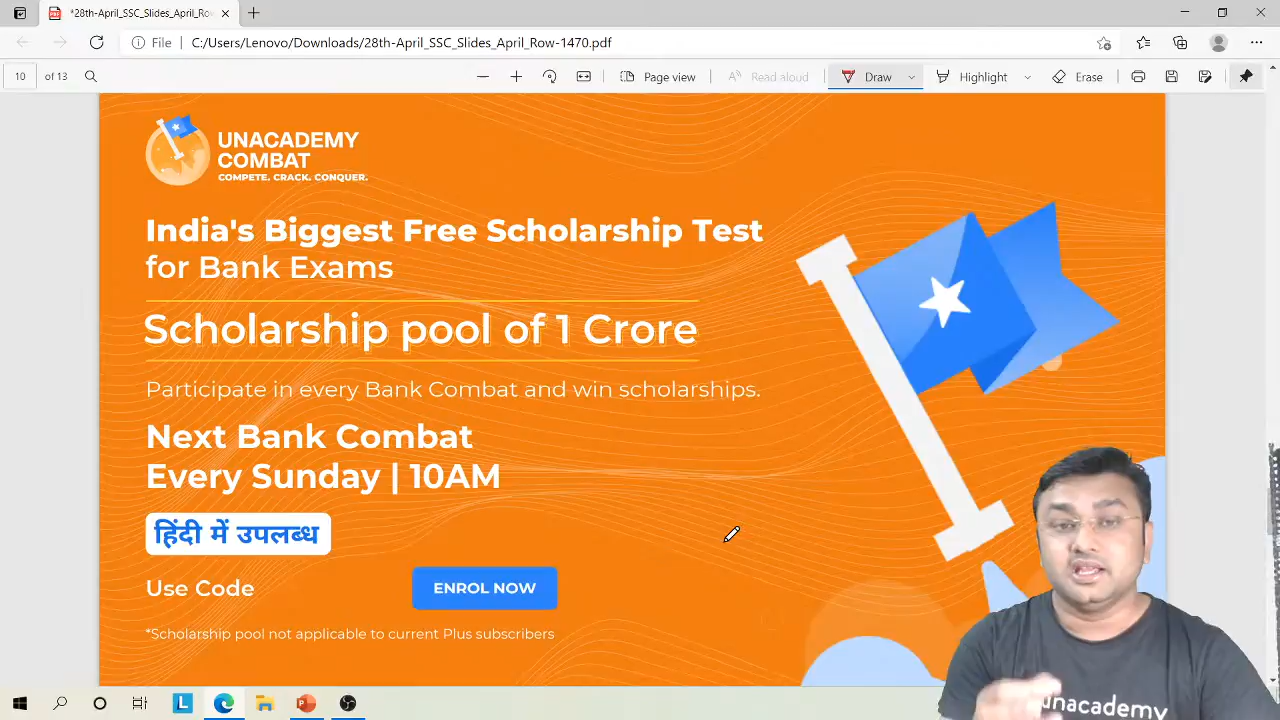 *28th-April_SSC_Slides_April_Row-
File
C:/Users/Lenovo/Downloads/28th-April_SSC_Slides_April_Row-1470.pdf
10 of 13
Page view
Read aloud
Draw
Highlight
Erase
UNACADEMY
COMBAT
COMPETE. CRACK. CONQUER.
India's Biggest Free Scholarship Test
for Bank Exams
Scholarship pool of 1 Crore
Participate in every Bank Combat and win scholarships.
Next Bank Combat
Every Sunday | 10AM
हिंदी में उपलब्ध
Use Code
ENROL NOW
*Scholarship pool not applicable to current Plus subscribers
unacademy